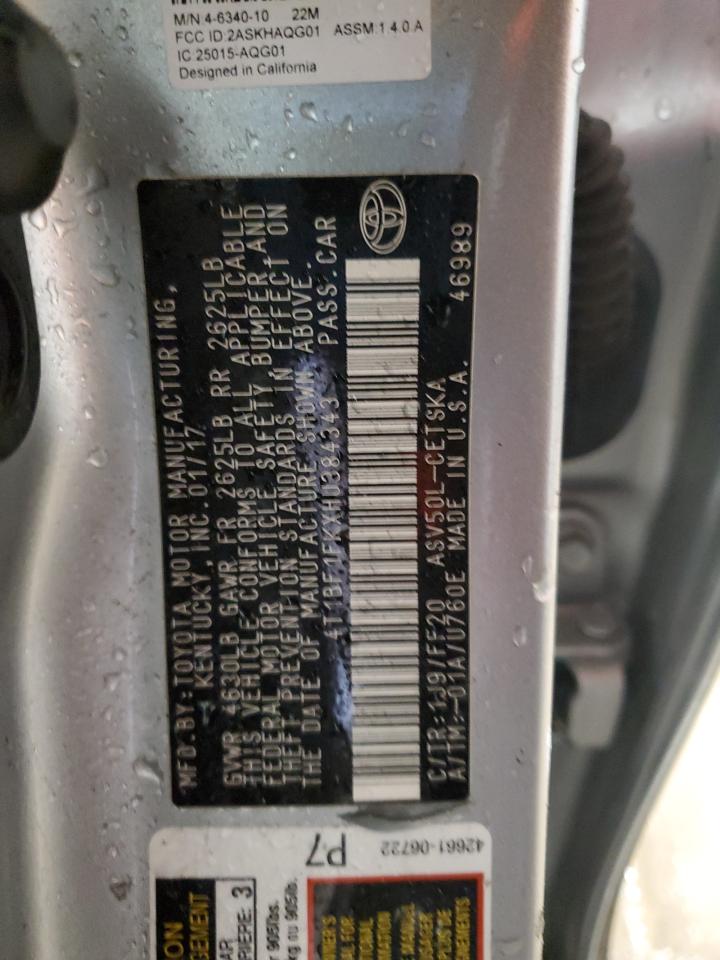 M/N 4-6340-10 22M
FCC ID:2ASKHAQG01 ASSM:1.4.0.A
IC:25015-AQG01
Designed in California
MFD.BY:TOYOTA MOTOR MANUFACTURING,
KENTUCKY, INC.01/17
GVWR 4630LB GAWR FR 2625LB RR 2625LB
THIS VEHICLE CONFORMS TO ALL APPLICABLE
FEDERAL MOTOR VEHICLE SAFETY BUMPER, AND
THEFT PREVENTION STANDARDS IN EFFECT ON
THE DATE OF MANUFACTURE SHOWN ABOVE.
4T1BF1FKXHU384343 PASS.CAR
C/TR:1J9/FF20 ASV50L-CETSKA
A/TM:-01A/U760E MADE IN U.S.A. 46989
42661-06722
P7